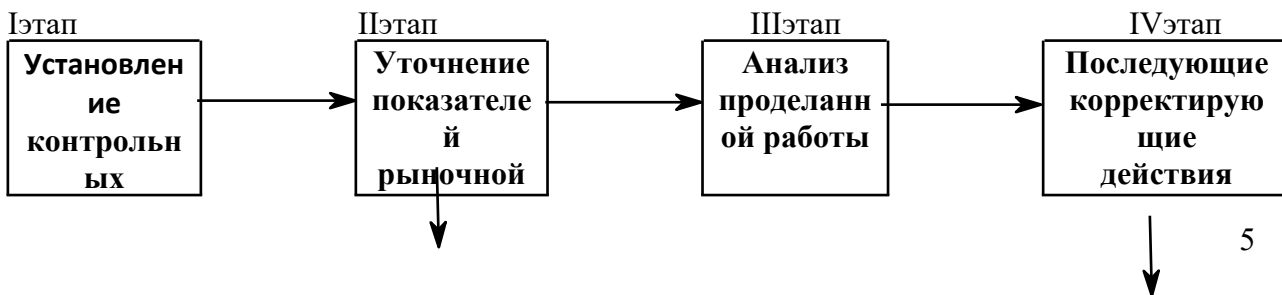 Iэтап
IIэтап
IIIэтап
IVэтап
Установлен
ие
контрольн
ых
Уточнение
показателе
й
рыночной
Анализ
проделанн
ой работы
Последующие
корректирую
щие
действия
5